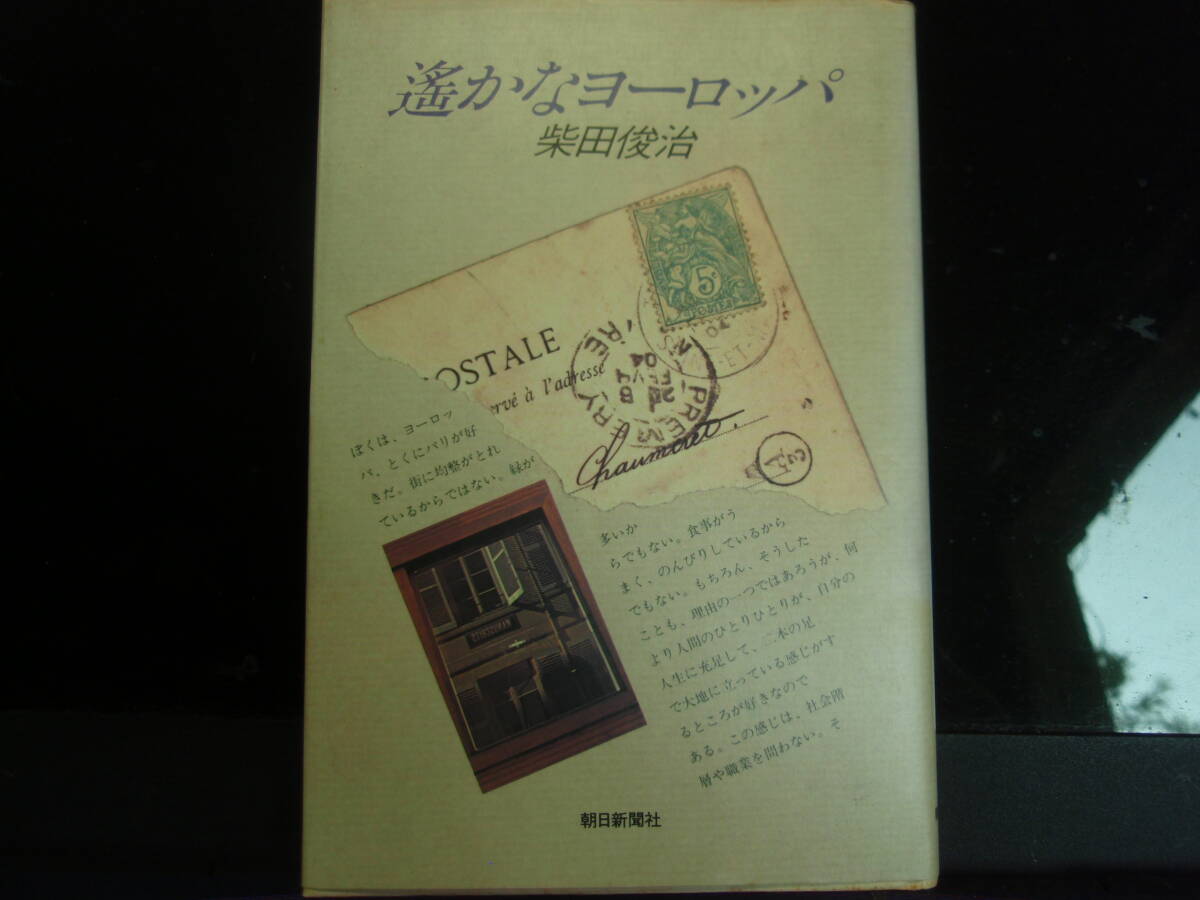 遙かなヨーロッパ
柴田俊治
5
POSTALE
ervé à l'adresse
PREMERY
Chaumeret.
ぼくは、ヨーロッ
パ、とくにパリが好
きだ。街に均整がとれ
ているからではない。緑が
多いか
らでもない。食事がう
まく、のんびりしているから
でもない。もちろん、そうした
ことも、理由の一つではあろうが、何
より人間のひとりひとりが、自分の
人生に充足して、二本の足
で大地に立っている感じがす
るところが好きなので
ある。この感じは、社会階
層や職業を問わない。そ
朝日新聞社